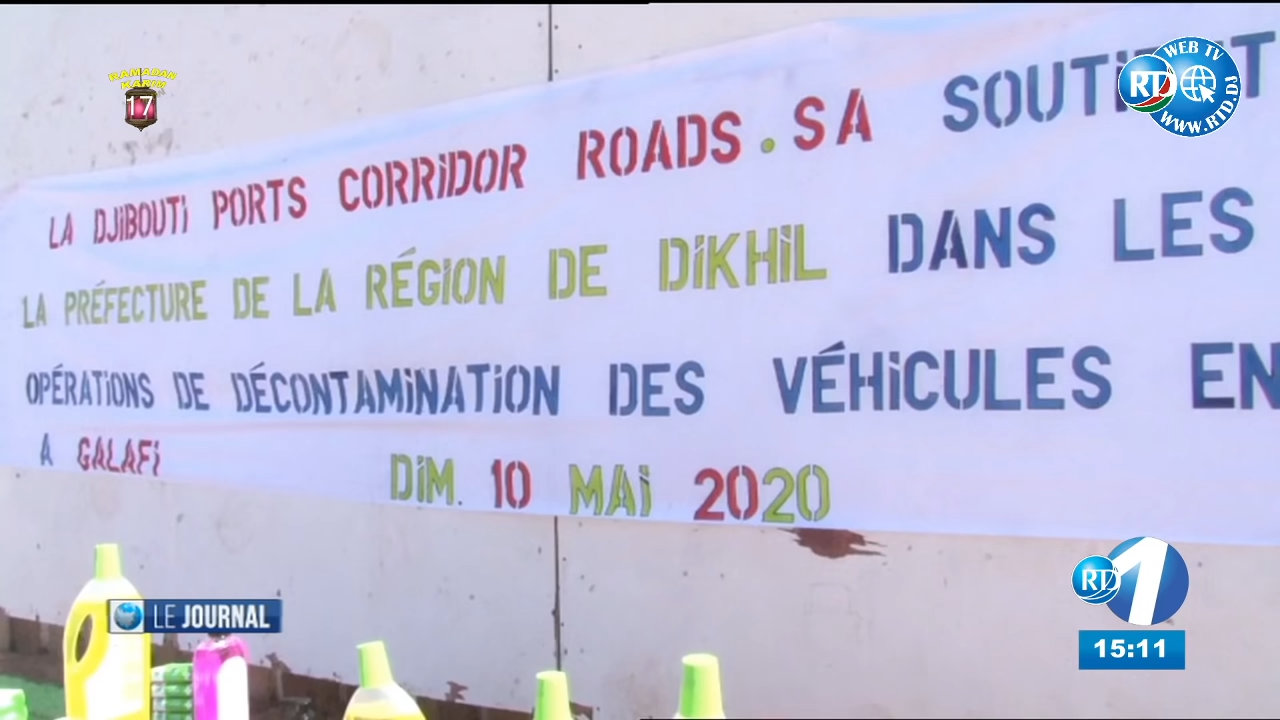 RAMADAN
KARIM
17
WEB TV
RTD
WWW.RTD.DJ
LA DJIBOUTI PORTS CORRIDOR ROADS.SA SOUTIENT
LA PRÉFECTURE DE LA RÉGION DE DIKHIL DANS LES
OPÉRATIONS DE DÉCONTAMINATION DES VÉHICULES EN
A GALAFI
DIM. 10 MAI 2020
LE JOURNAL
RTD 1
15:11